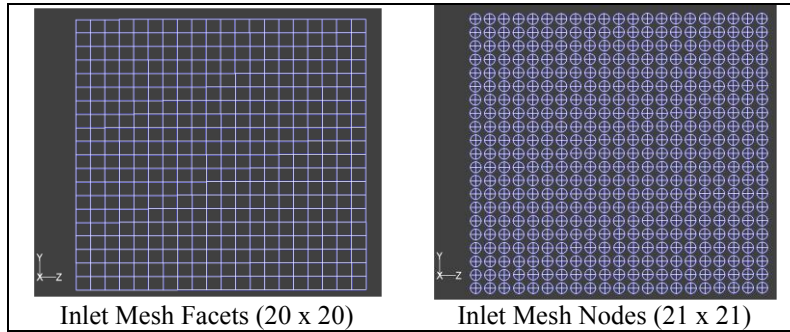 Y
X Z
Y
X Z
Inlet Mesh Facets (20 x 20)
Inlet Mesh Nodes (21 x 21)